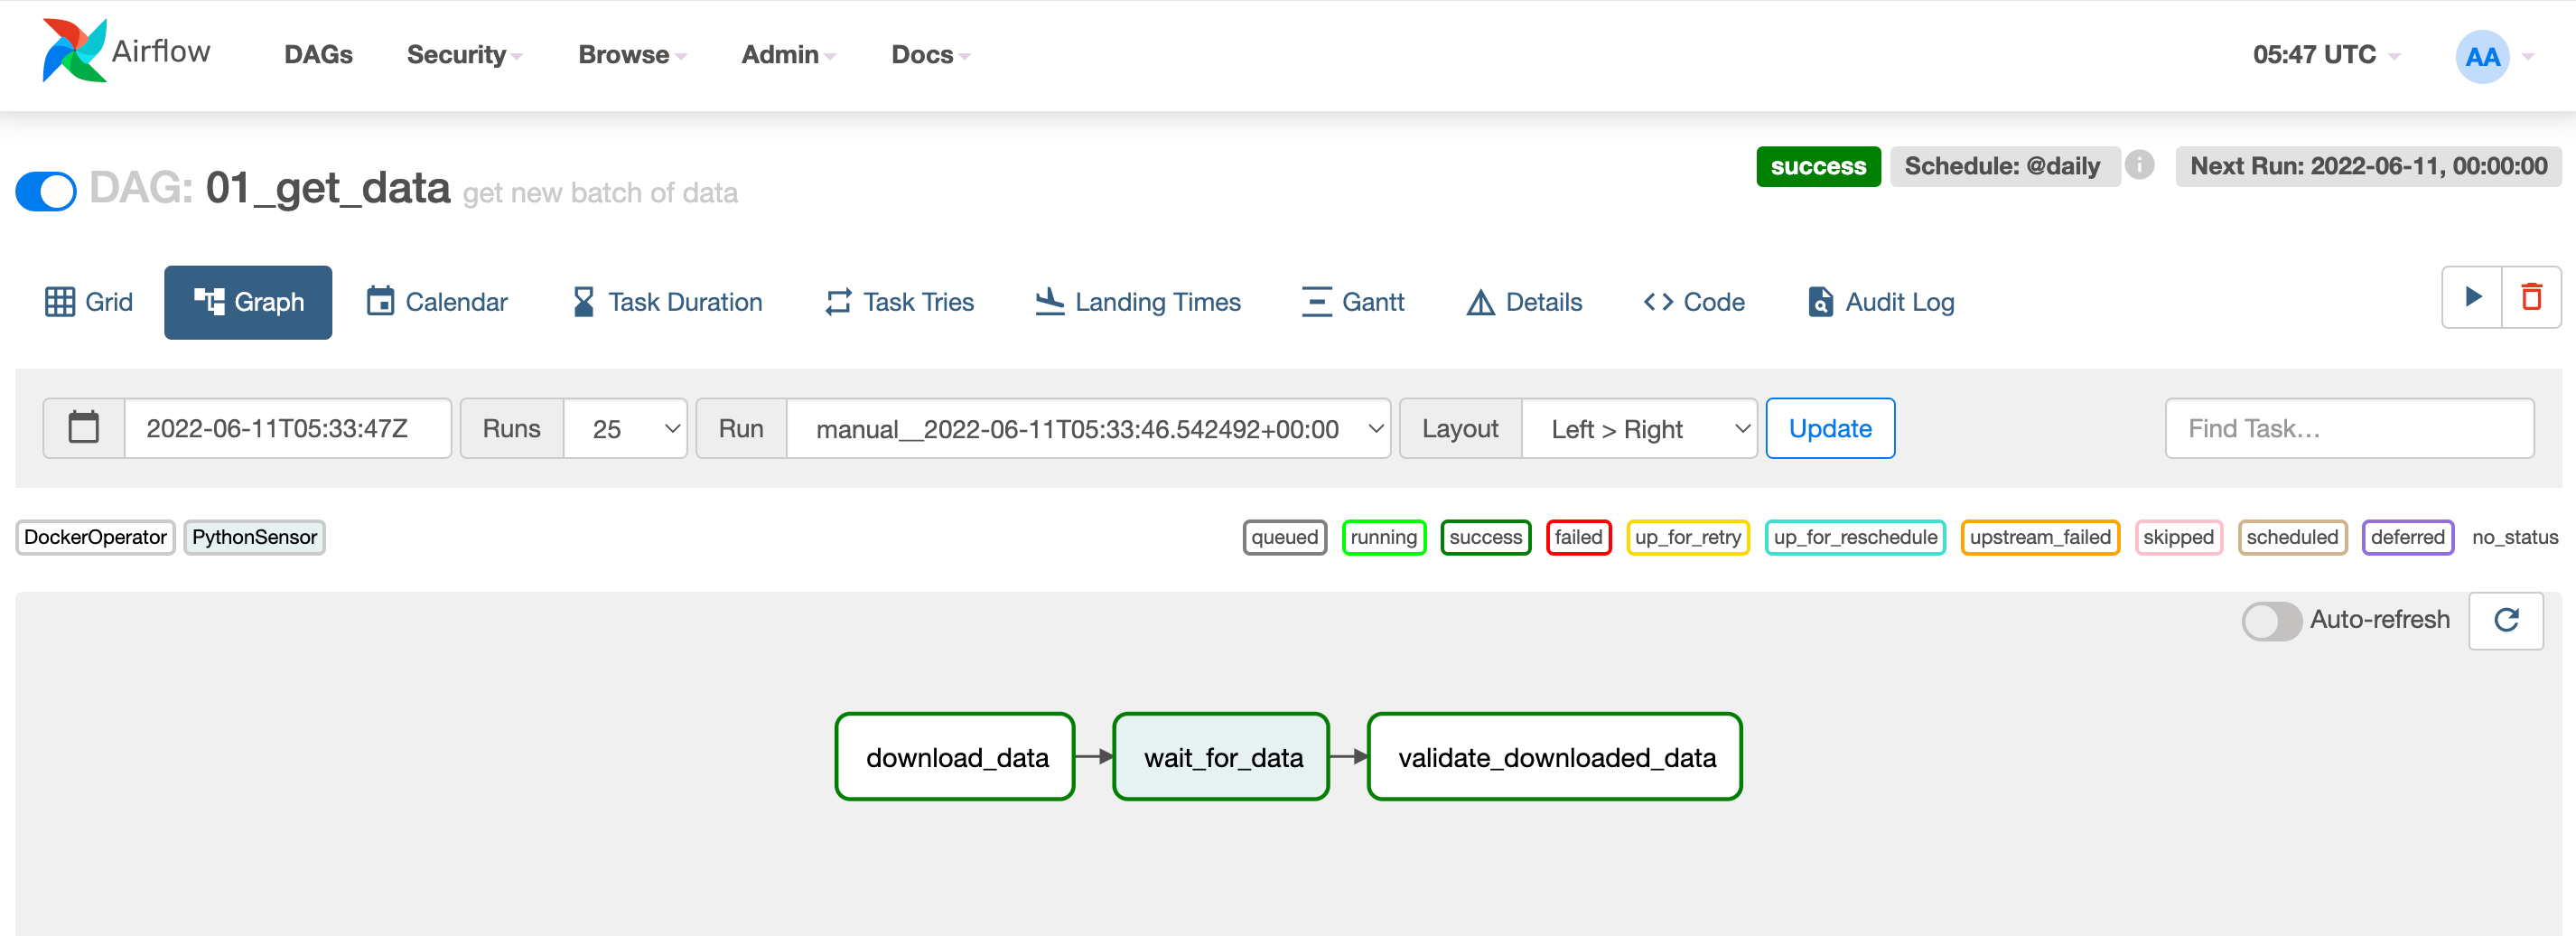 Airflow DAGs Security Browse Admin Docs 05:47 UTC AA
success Schedule: @daily i Next Run: 2022-06-11, 00:00:00
DAG: 01_get_data get new batch of data
Grid Graph Calendar Task Duration Task Tries Landing Times Gantt Details Code Audit Log
2022-06-11T05:33:47Z Runs 25 Run manual__2022-06-11T05:33:46.542492+00:00 Layout Left > Right Update Find Task...
DockerOperator PythonSensor queued running success failed up_for_retry up_for_reschedule upstream_failed skipped scheduled deferred no_status
Auto-refresh
download_data wait_for_data validate_downloaded_data